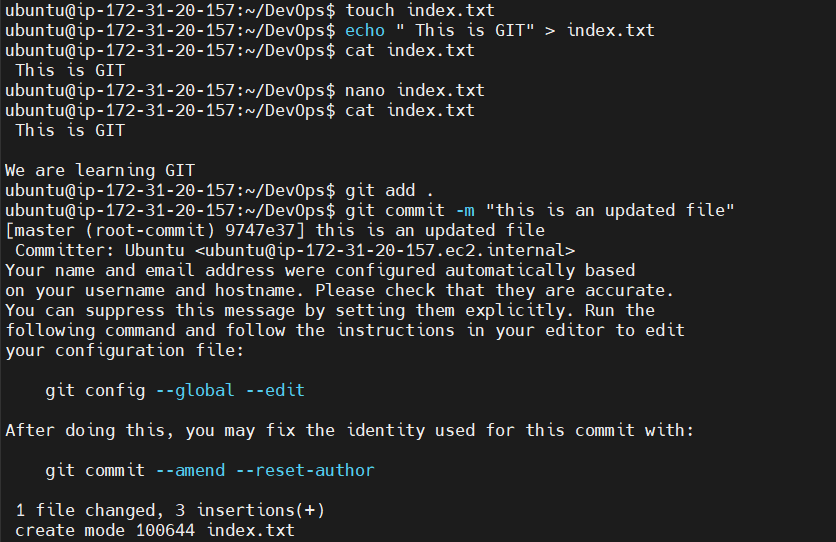 ubuntu@ip-172-31-20-157:~/DevOps$ touch index.txt
ubuntu@ip-172-31-20-157:~/DevOps$ echo " This is GIT" > index.txt
ubuntu@ip-172-31-20-157:~/DevOps$ cat index.txt
 This is GIT
ubuntu@ip-172-31-20-157:~/DevOps$ nano index.txt
ubuntu@ip-172-31-20-157:~/DevOps$ cat index.txt
 This is GIT

We are learning GIT
ubuntu@ip-172-31-20-157:~/DevOps$ git add .
ubuntu@ip-172-31-20-157:~/DevOps$ git commit -m "this is an updated file"
[master (root-commit) 9747e37] this is an updated file
 Committer: Ubuntu <ubuntu@ip-172-31-20-157.ec2.internal>
Your name and email address were configured automatically based
on your username and hostname. Please check that they are accurate.
You can suppress this message by setting them explicitly. Run the
following command and follow the instructions in your editor to edit
your configuration file:

    git config --global --edit

After doing this, you may fix the identity used for this commit with:

    git commit --amend --reset-author

 1 file changed, 3 insertions(+)
 create mode 100644 index.txt